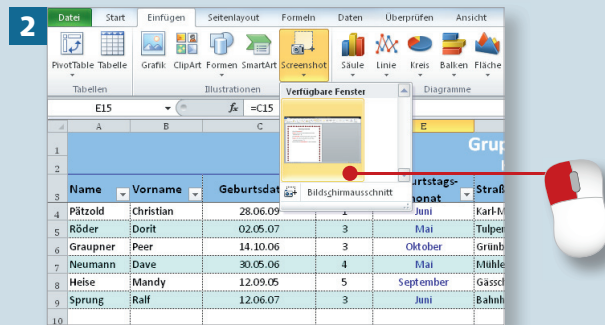 2
Datei Start Einfügen Seitenlayout Formeln Daten Überprüfen Ansicht
PivotTable Tabelle Grafik ClipArt Formen SmartArt Screenshot Säule Linie Kreis Balken Fläche
Tabellen Illustrationen Diagramme
Verfügbare Fenster
E15 fx =C15
A B C E
1 Grup
2
3 Name Vorname Geburtsdat urtstags- Straß
onat
Bildschirmausschnitt
4 Pätzold Christian 28.06.09 1 Juni Karl-M
5 Röder Dorit 02.05.07 3 Mai Tulpen
6 Graupner Peer 14.10.06 3 Oktober Grünb
7 Neumann Dave 30.05.06 4 Mai Mühle
8 Heise Mandy 12.09.05 5 September Gässch
9 Sprung Ralf 12.06.07 3 Juni Bahnh
10